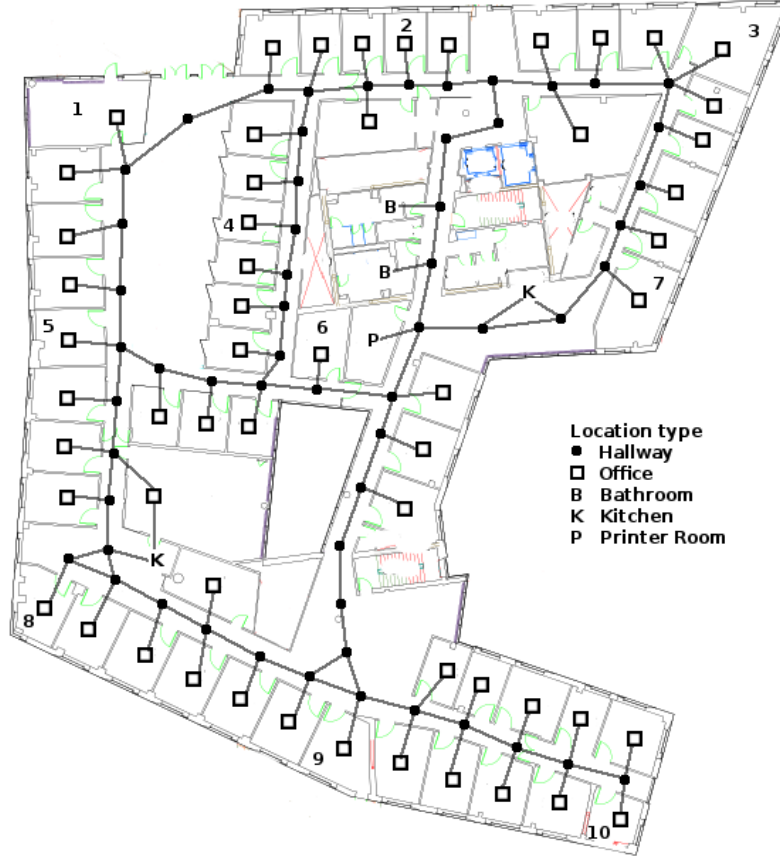 2
3
1
4
B
B
7
K
5
6
P
Location type
Hallway
Office
B Bathroom
K Kitchen
P Printer Room
K
8
9
10